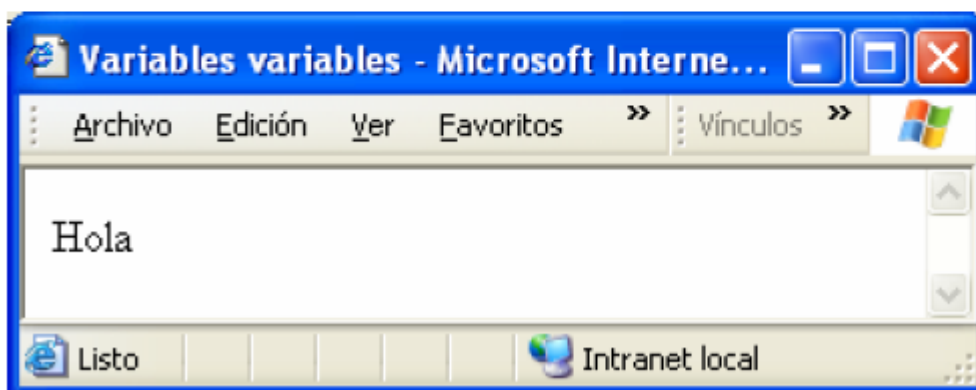 Variables variables - Microsoft Interne...
Archivo Edición Ver Favoritos » Vínculos »
Hola
Listo Intranet local